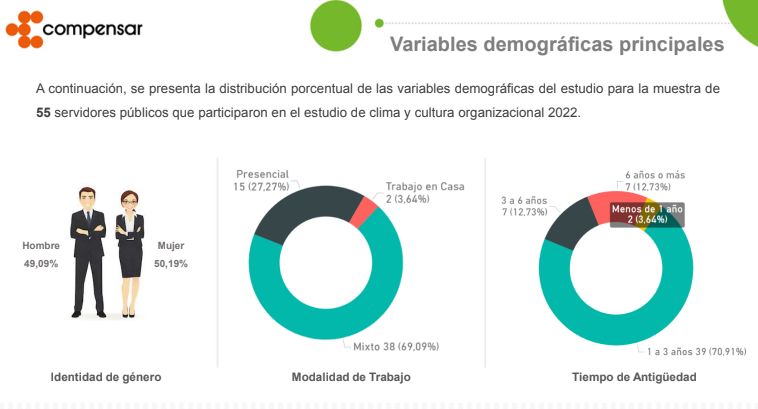 compensar
Variables demográficas principales
A continuación, se presenta la distribución porcentual de las variables demográficas del estudio para la muestra de
55 servidores públicos que participaron en el estudio de clima y cultura organizacional 2022.
Hombre
49,09%
Mujer
50,19%
Identidad de género
Presencial
15 (27,27%)
Trabajo en Casa
2 (3,64%)
Mixto 38 (69,09%)
Modalidad de Trabajo
6 años o más
7 (12,73%)
3 a 6 años
7 (12,73%)
Menos de 1 año
2 (3,64%)
1 a 3 años 39 (70,91%)
Tiempo de Antigüedad